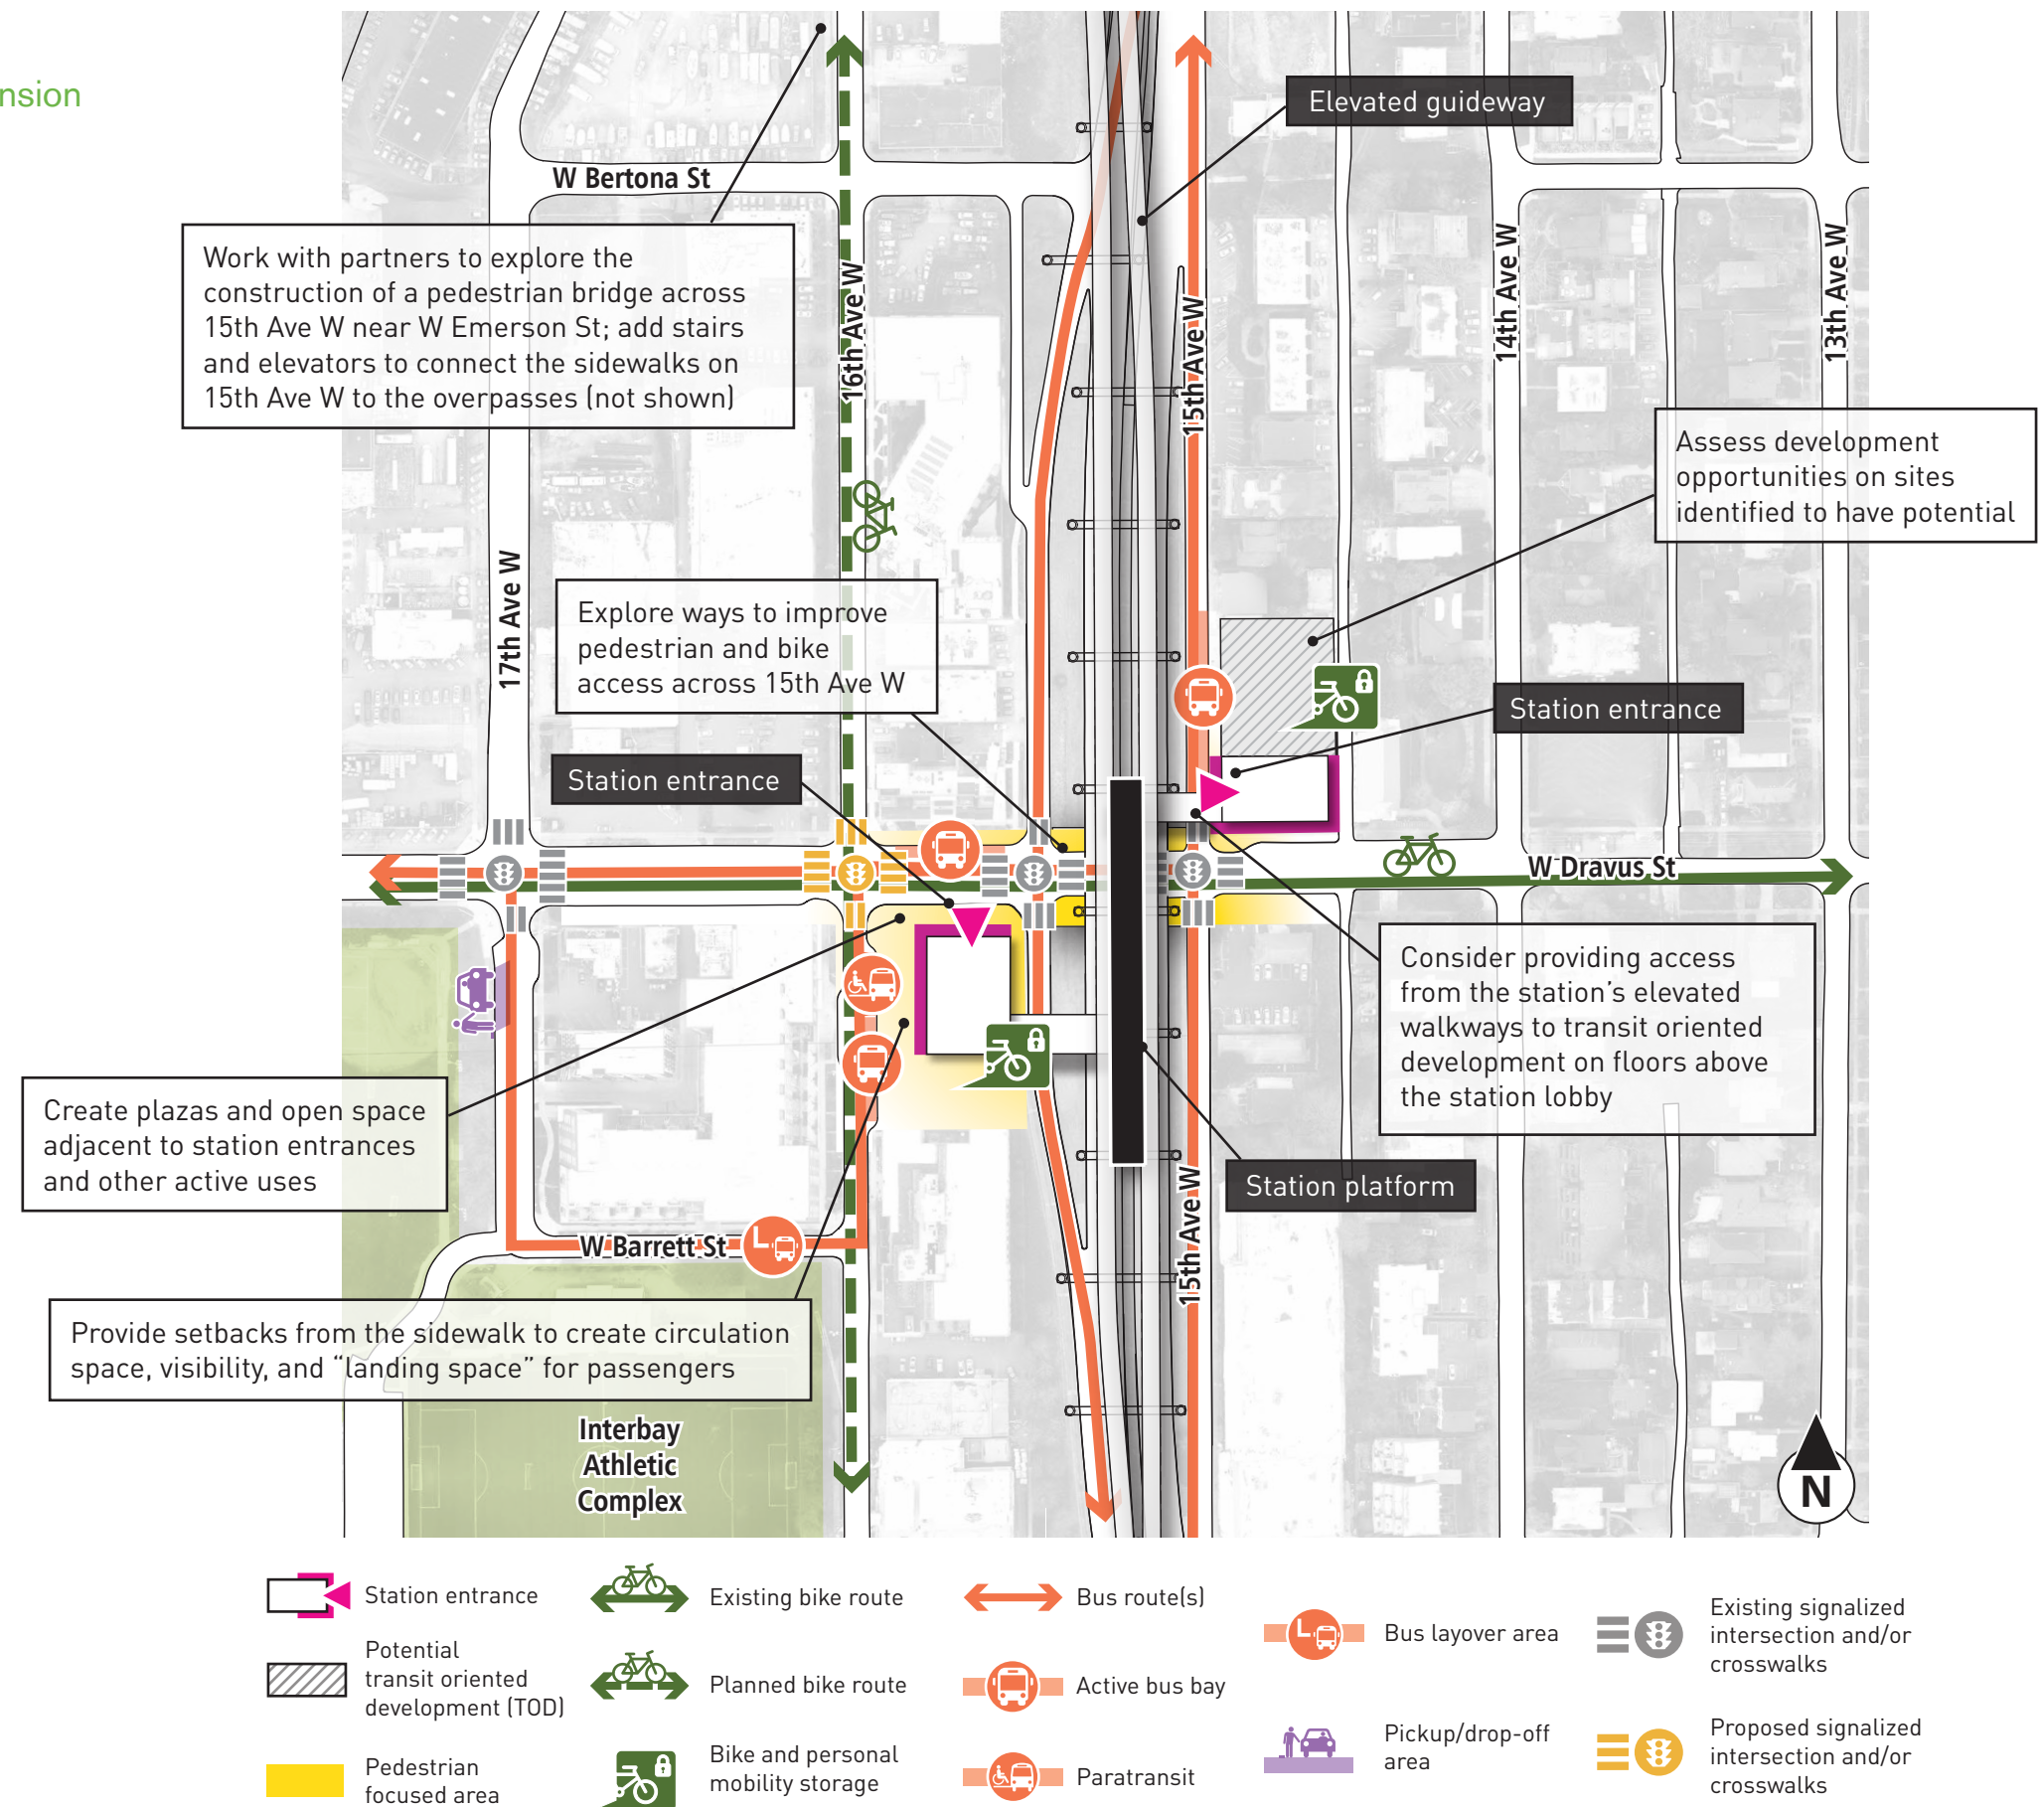 nsion
Elevated guideway
W Bertona St
Work with partners to explore the
construction of a pedestrian bridge across
15th Ave W near W Emerson St; add stairs
and elevators to connect the sidewalks on
15th Ave W to the overpasses (not shown)
16th Ave W
15th Ave W
14th Ave W
13th Ave W
Assess development
opportunities on sites
identified to have potential
17th Ave W
Explore ways to improve
pedestrian and bike
access across 15th Ave W
Station entrance
Station entrance
W Dravus St
Consider providing access
from the station's elevated
walkways to transit oriented
development on floors above
the station lobby
Create plazas and open space
adjacent to station entrances
and other active uses
Station platform
15th Ave W
W Barrett St
L
Provide setbacks from the sidewalk to create circulation
space, visibility, and “landing space” for passengers
Interbay
Athletic
Complex
N
Station entrance
Potential
transit oriented
development (TOD)
Pedestrian
focused area
Existing bike route
Planned bike route
Bike and personal
mobility storage
Bus route(s)
Active bus bay
Paratransit
L
Bus layover area
Pickup/drop-off
area
Existing signalized
intersection and/or
crosswalks
Proposed signalized
intersection and/or
crosswalks